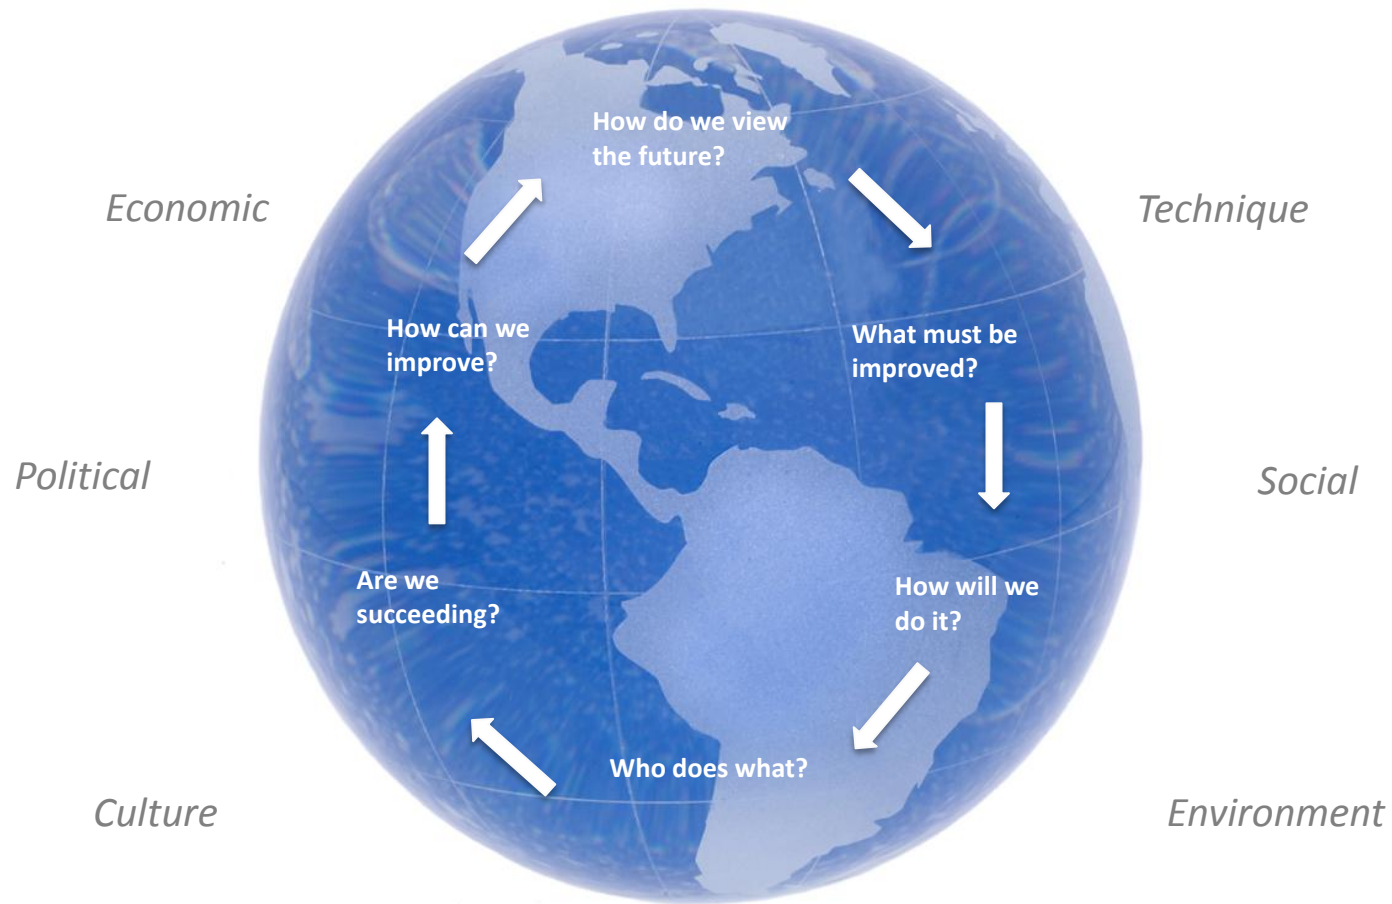 How do we view
the future?
Economic
Technique
How can we
improve?
What must be
improved?
Political
Social
Are we
succeeding?
How will we
do it?
Who does what?
Culture
Environment